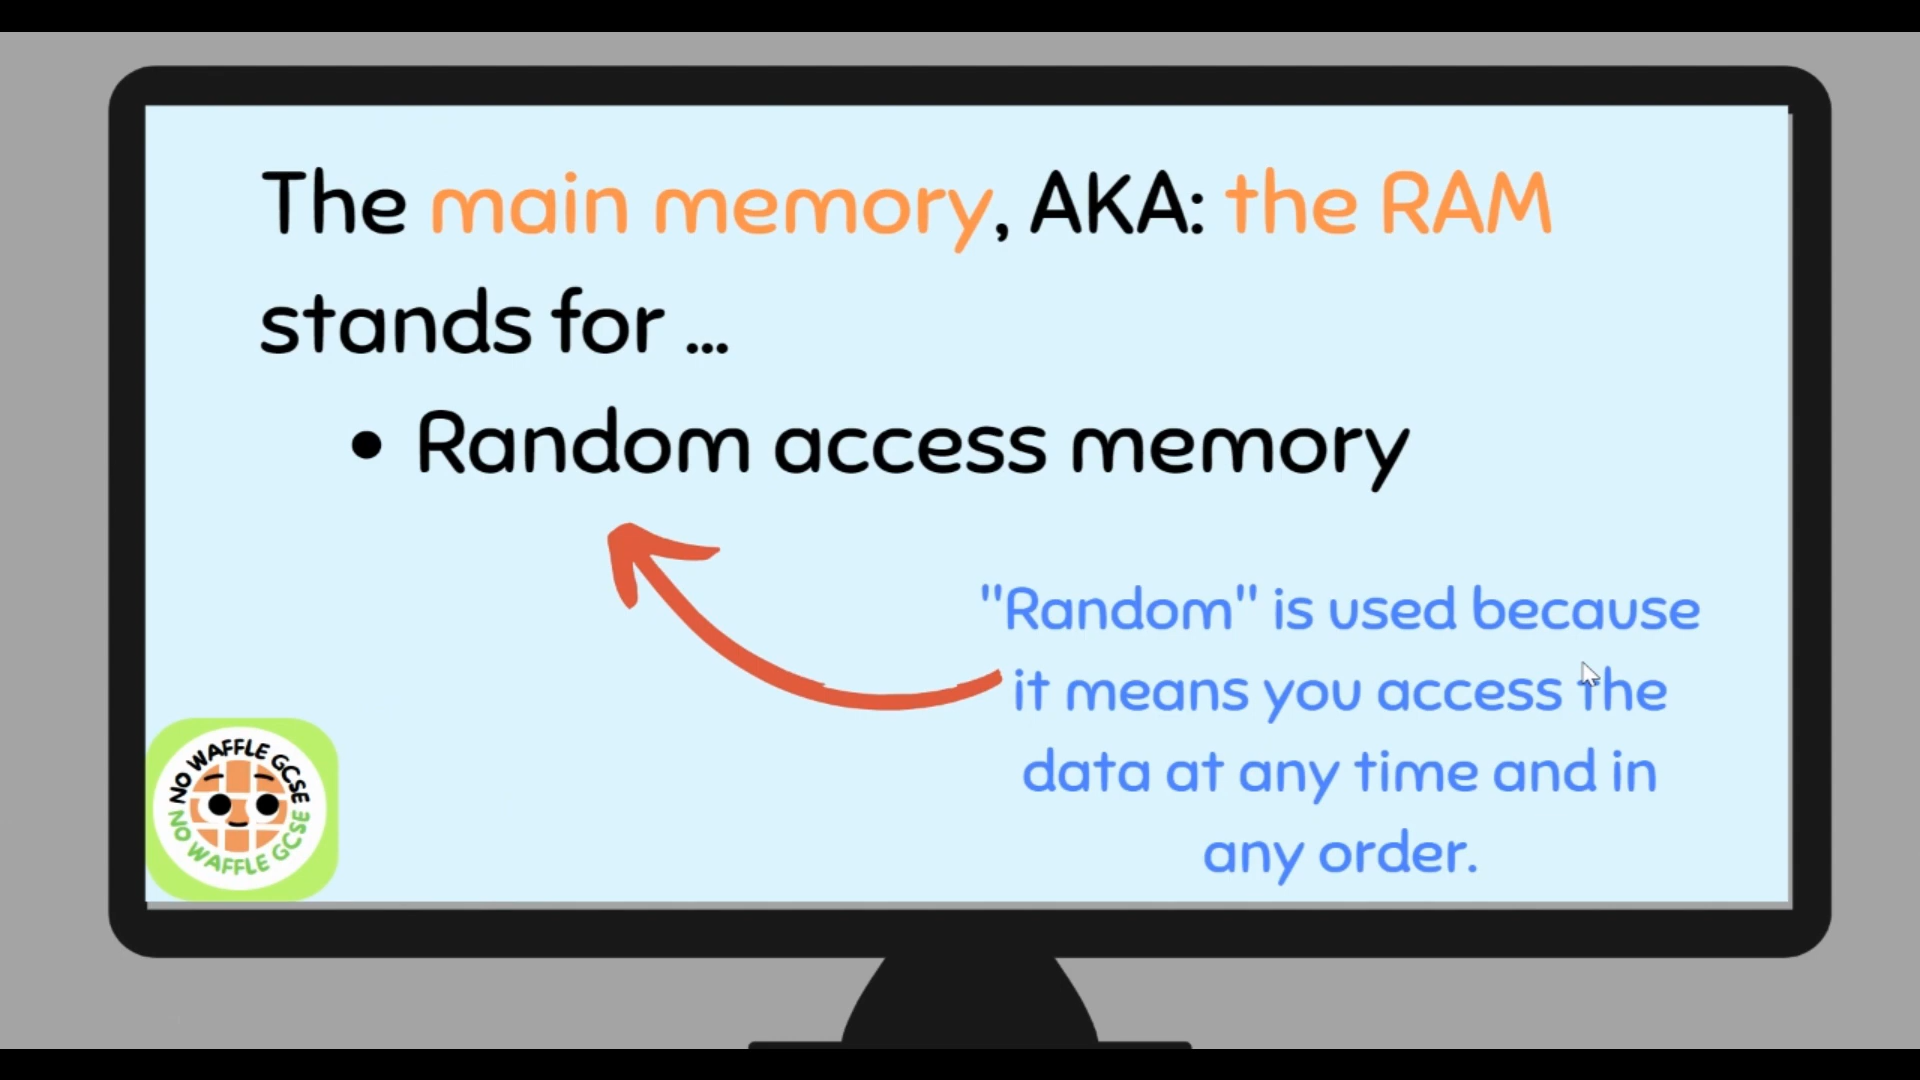 The main memory, AKA: the RAM
stands for ...
• Random access memory
"Random" is used because
it means you access the
data at any time and in
any order.
NO WAFFLE GCSE
NO WAFFLE GCSE